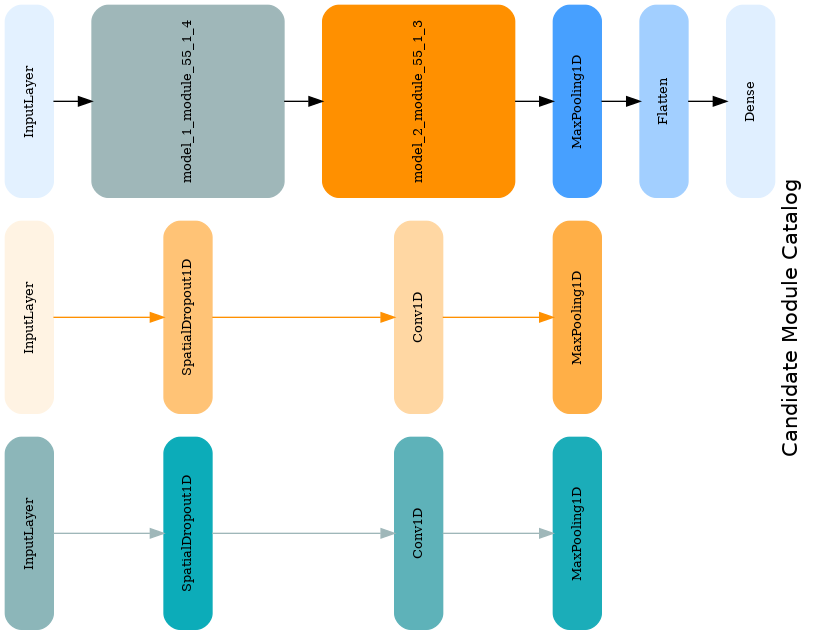 InputLayer
model_1_module_55_1_4
model_2_module_55_1_3
MaxPooling1D
Flatten
Dense
InputLayer
SpatialDropout1D
Conv1D
MaxPooling1D
InputLayer
SpatialDropout1D
Conv1D
MaxPooling1D
Candidate Module Catalog